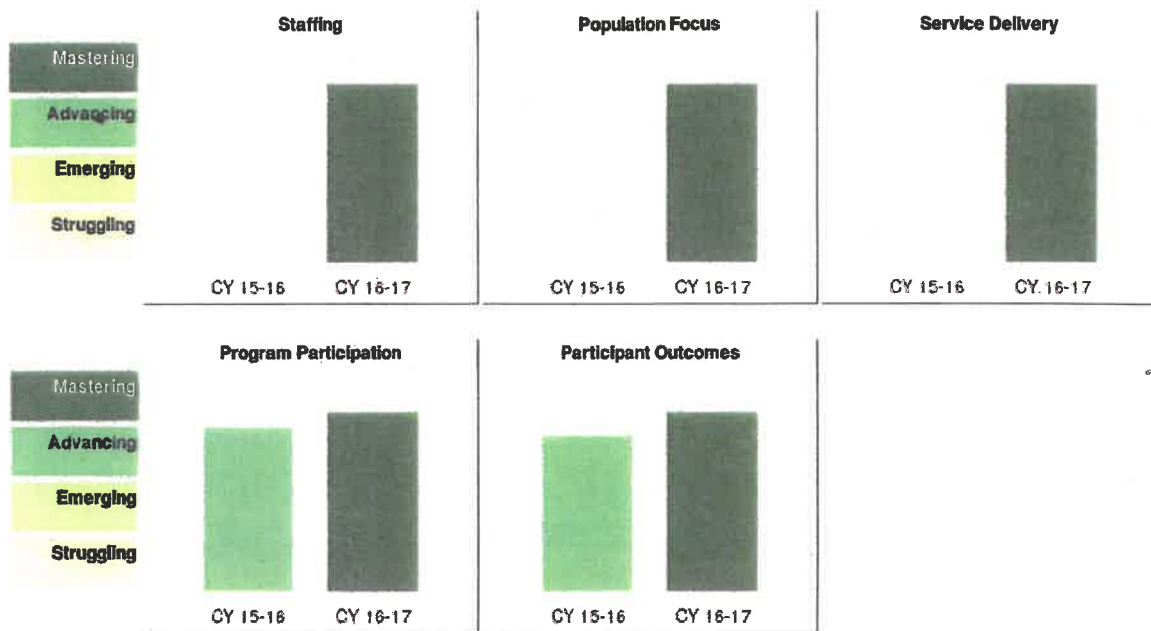 Staffing
Population Focus
Service Delivery
Mastering
Advancing
Emerging
Struggling
CY 15-16
CY 16-17
CY 15-16
CY 16-17
CY 15-16
CY. 16-17
Program Participation
Participant Outcomes
Mastering
Advancing
Emerging
Struggling
CY 15-16
CY 16-17
CY 15-16
CY 16-17